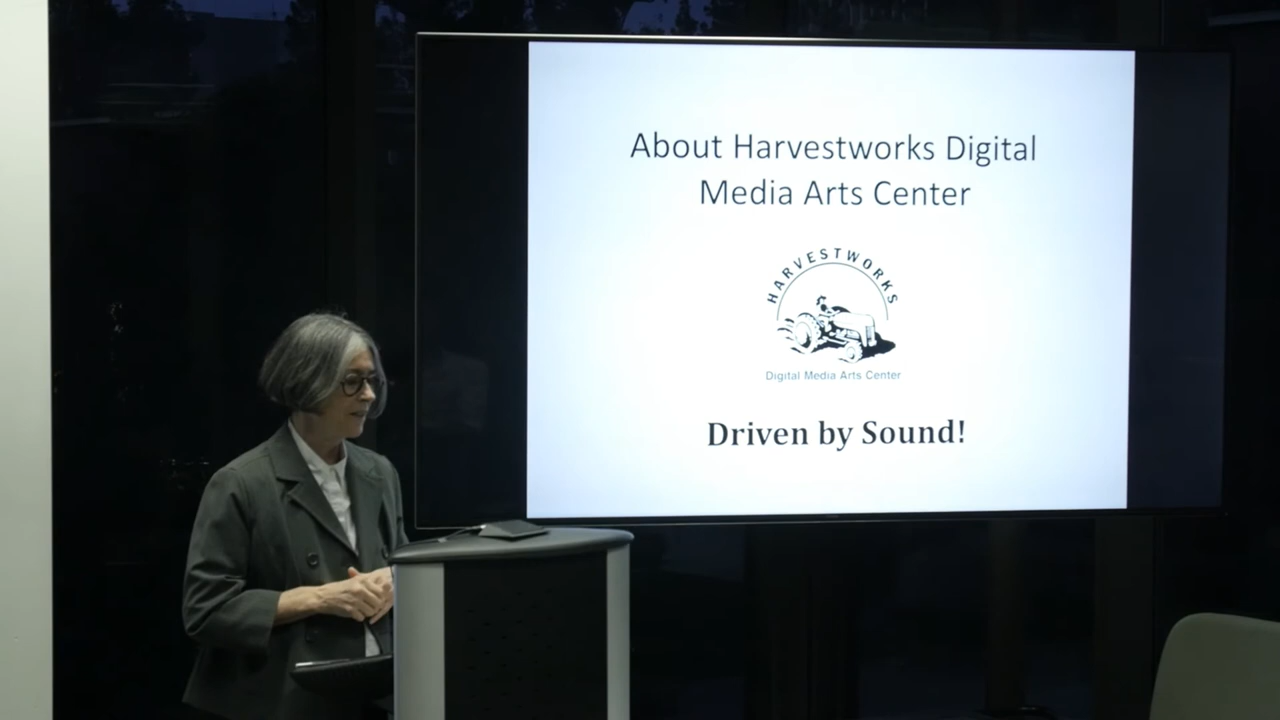 About Harvestworks Digital
Media Arts Center
HARVESTWORKS
Digital Media Arts Center
Driven by Sound!